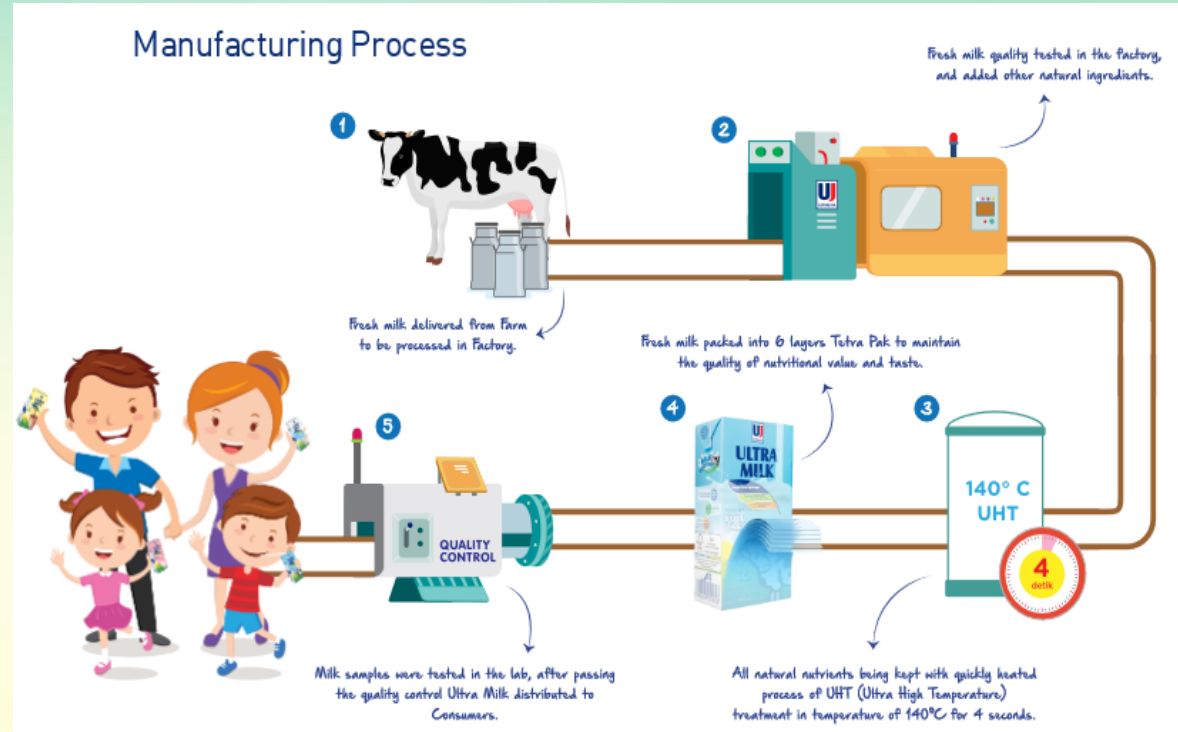 Manufacturing Process
1
Fresh milk delivered from Farm
to be processed in Factory.
2
UJ
Fresh milk quality tested in the factory,
and added other natural ingredients.
3
140° C
UHT
4
detik
All natural nutrients being kept with quickly heated
process of UHT (Ultra High Temperature)
treatment in temperature of 140°C for 4 seconds.
4
UJ
ULTRA
MILK
Fresh milk packed into 6 layers Tetra Pak to maintain
the quality of nutritional value and taste.
5
QUALITY
CONTROL
Milk samples were tested in the lab, after passing
the quality control Ultra Milk distributed to
Consumers.